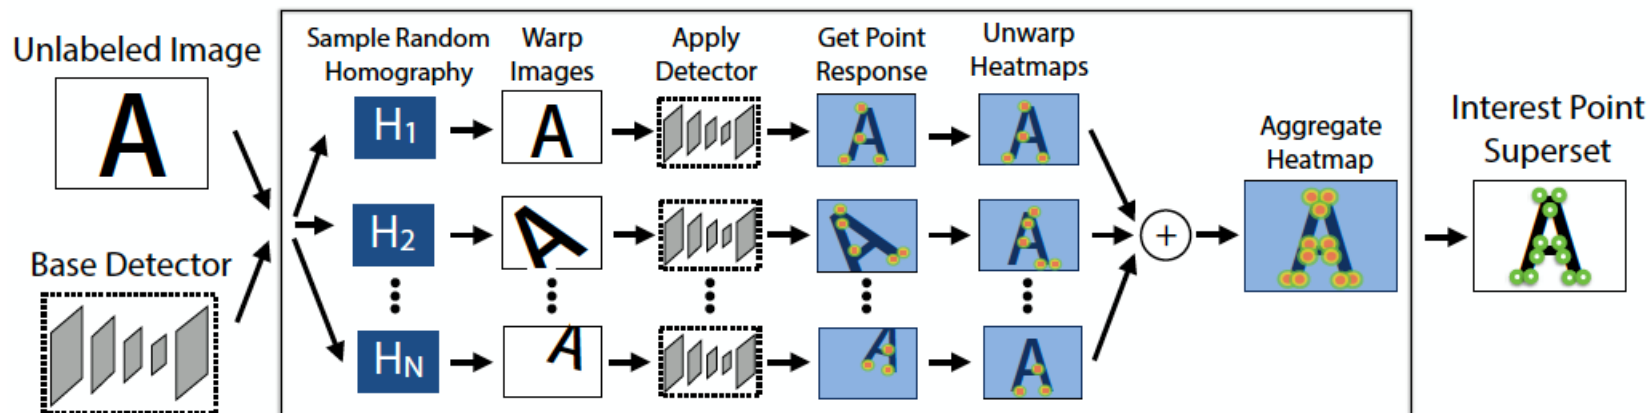 Unlabeled Image
A
Base Detector
Sample Random
Homography
Warp
Images
Apply
Detector
Get Point
Response
Unwarp
Heatmaps
H1
A
A
A
H2
A
A
A
HN
A
A
A
+
Aggregate
Heatmap
A
Interest Point
Superset
A